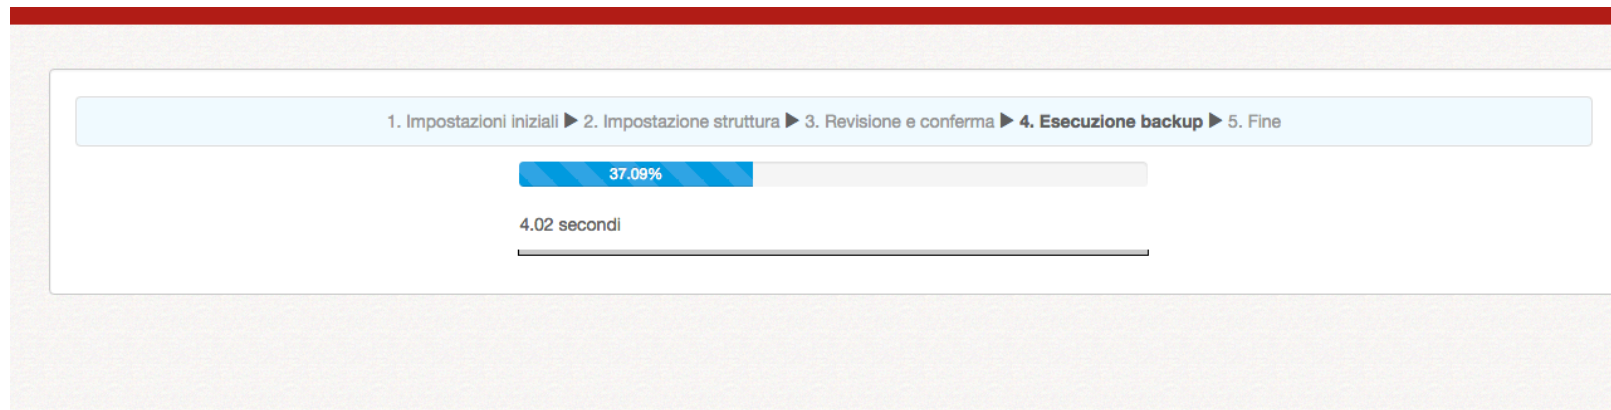 1. Impostazioni iniziali ▶ 2. Impostazione struttura ▶ 3. Revisione e conferma ▶ 4. Esecuzione backup ▶ 5. Fine
37.09%
4.02 secondi